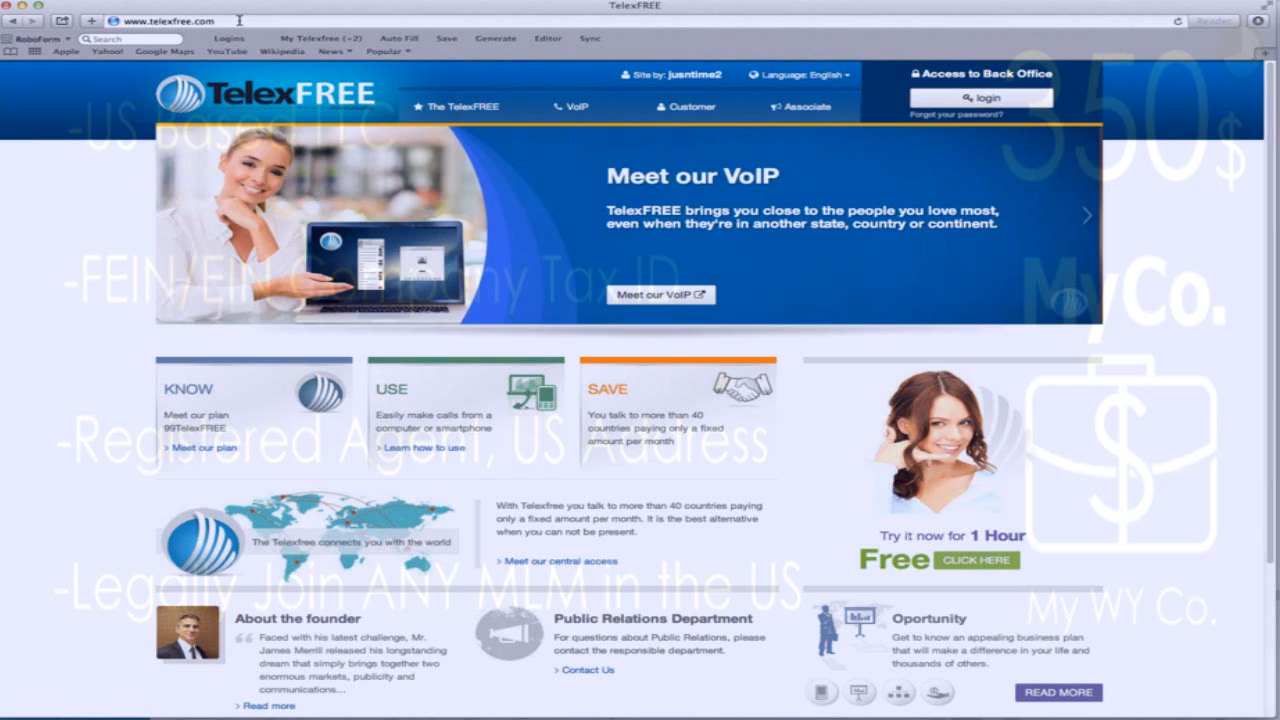 TelexFREE
www.telexfree.com
Reader
RoboForm
Search
Logins
My Telexfree (+2)
Auto Fill
Save
Generate
Editor
Sync
Apple
Yahoo!
Google Maps
YouTube
Wikipedia
News
Popular
TelexFREE
Site by: jusntime2
Language: English
Access to Back Office
login
Forgot your password?
The TelexFREE
VoIP
Customer
Associate
-US Based LLC
350$
Meet our VoIP
TelexFREE brings you close to the people you love most,
even when they're in another state, country or continent.
Meet our VoIP
-FEIN/EIN Company Tax ID
MyCo.
KNOW
Meet our plan
99TelexFREE
> Meet our plan
USE
Easily make calls from a
computer or smartphone
> Learn how to use
SAVE
You talk to more than 40
countries paying only a fixed
amount per month
-Registered Agent, US Address
The Telexfree connects you with the world
With Telexfree you talk to more than 40 countries paying
only a fixed amount per month. It is the best alternative
when you can not be present.
> Meet our central access
Try it now for 1 Hour
Free CLICK HERE
-Legally Join ANY MLM in the US
My WY Co.
About the founder
Faced with his latest challenge, Mr.
James Merrill released his longstanding
dream that simply brings together two
enormous markets, publicity and
communications...
> Read more
Public Relations Department
For questions about Public Relations, please
contact the responsible department.
> Contact Us
Oportunity
Get to know an appealing business plan
that will make a difference in your life and
thousands of others.
READ MORE